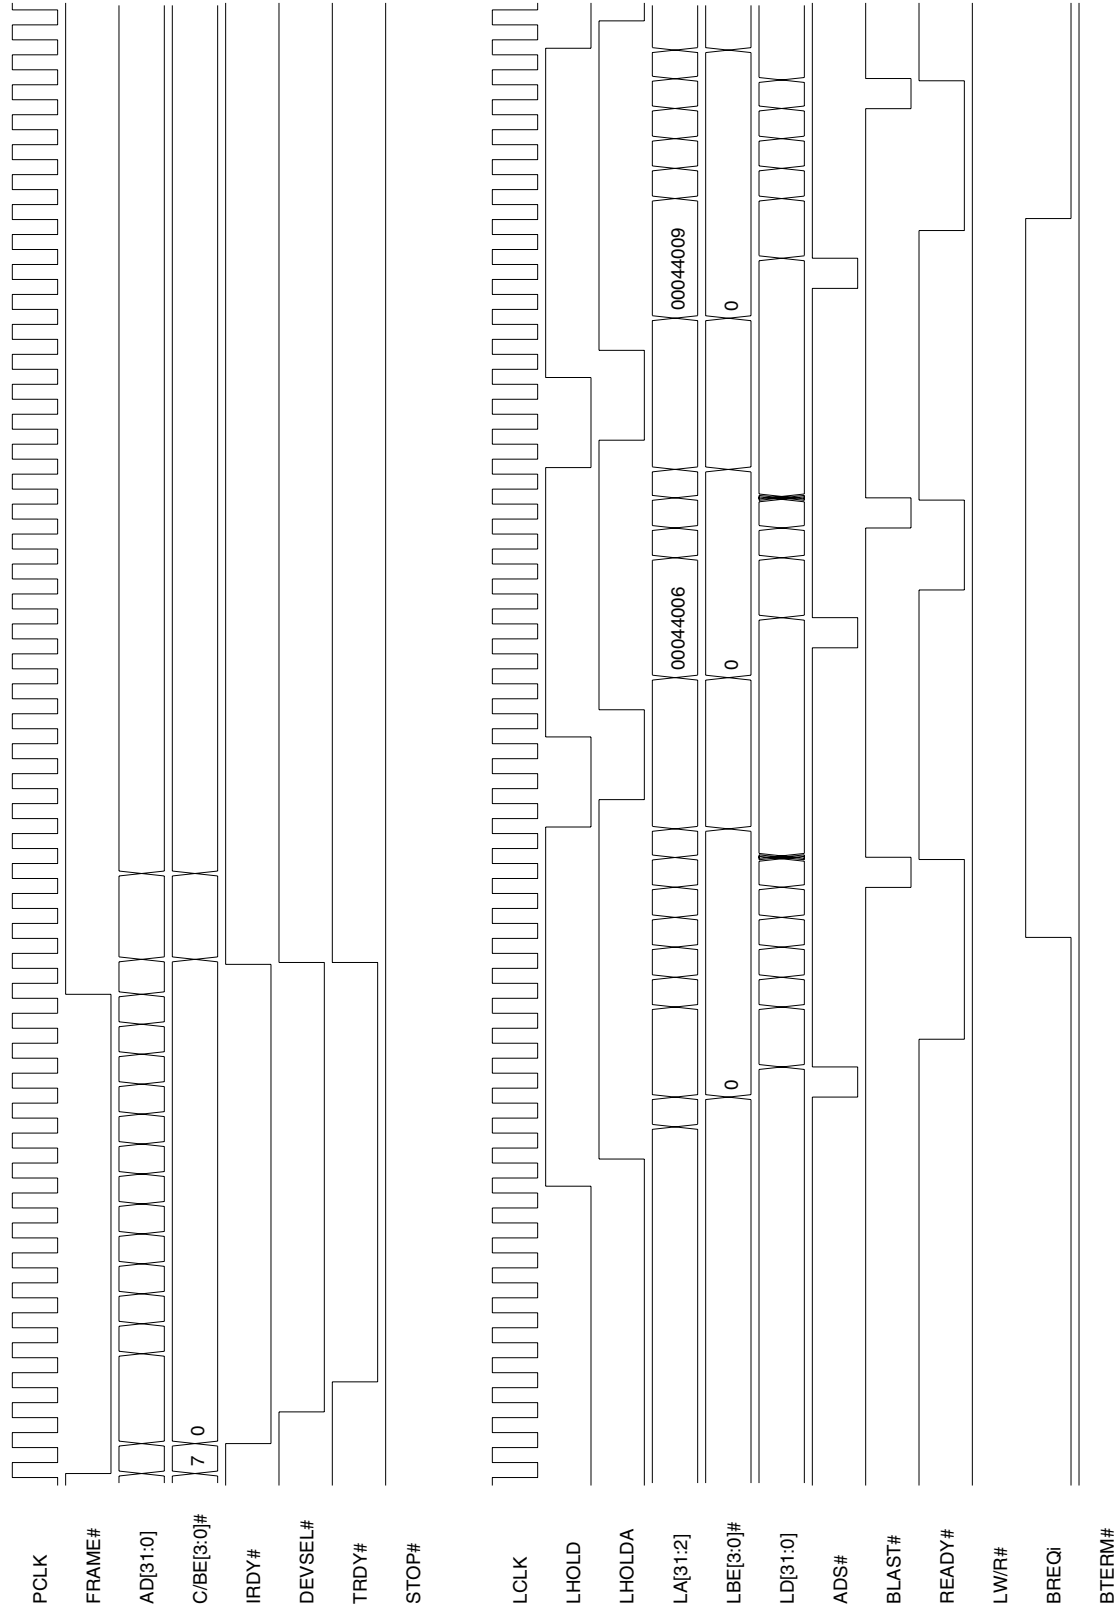 PCLK
FRAME#
AD[31:0]
C/BE[3:0]# 7 0
IRDY#
DEVSEL#
TRDY#
STOP#
LCLK
LHOLD
LHOLDA
LA[31:2] 00044006 00044009
LBE[3:0]# 0 0 0
LD[31:0]
ADS#
BLAST#
READY#
LW/R#
BREQi
BTERM#